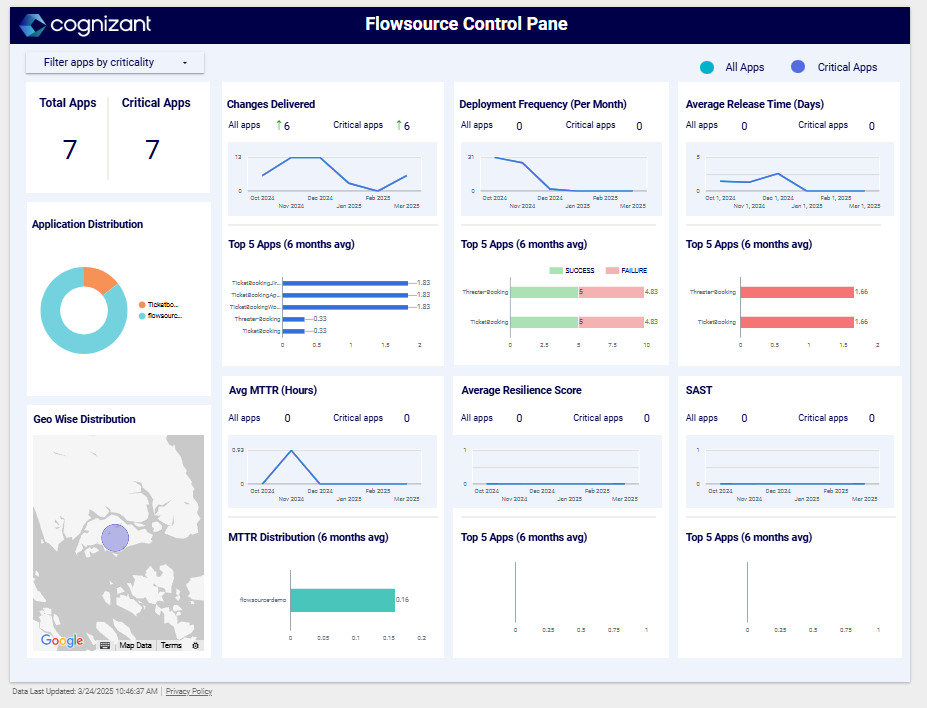 cognizant
Flowsource Control Pane
Filter apps by criticality
All Apps
Critical Apps
Total Apps
Critical Apps
7
7
Application Distribution
Ticketbo...
flowsourc...
Geo Wise Distribution
Google
Map Data
Terms
Changes Delivered
All apps
6
Critical apps
6
13
0
Oct 2024
Nov 2024
Dec 2024
Jan 2025
Feb 2025
Mar 2025
Top 5 Apps (6 months avg)
1.83
TicketBookingAg...
1.83
TicketBookingWo...
1.83
ThreaterBooking
0.33
TicketBooking
0.33
0
0.5
1
1.5
2
Deployment Frequency (Per Month)
All apps
0
Critical apps
0
31
0
Oct 2024
Nov 2024
Dec 2024
Jan 2025
Feb 2025
Mar 2025
Top 5 Apps (6 months avg)
SUCCESS
FAILURE
ThreaterBooking
5
4.83
TicketBooking
5
4.83
0
2.5
5
7.5
10
Average Release Time (Days)
All apps
0
Critical apps
0
5
0
Oct 1, 2024
Nov 1, 2024
Dec 1, 2024
Jan 1, 2025
Feb 1, 2025
Mar 1, 2025
Top 5 Apps (6 months avg)
ThreaterBooking
1.66
TicketBooking
1.66
0
0.5
1
1.5
2
Avg MTTR (Hours)
All apps
0
Critical apps
0
0.93
0
Oct 2024
Nov 2024
Dec 2024
Jan 2025
Feb 2025
Mar 2025
MTTR Distribution (6 months avg)
flowsource-demo
0.16
0
0.05
0.1
0.15
0.2
Average Resilience Score
All apps
0
Critical apps
0
1
0
Oct 2024
Nov 2024
Dec 2024
Jan 2025
Feb 2025
Mar 2025
Top 5 Apps (6 months avg)
0
0.25
0.5
0.75
1
SAST
All apps
0
Critical apps
0
1
0
Oct 2024
Nov 2024
Dec 2024
Jan 2025
Feb 2025
Mar 2025
Top 5 Apps (6 months avg)
0
0.25
0.5
0.75
1
Data Last Updated: 3/24/2025 10:46:37 AM | Privacy Policy